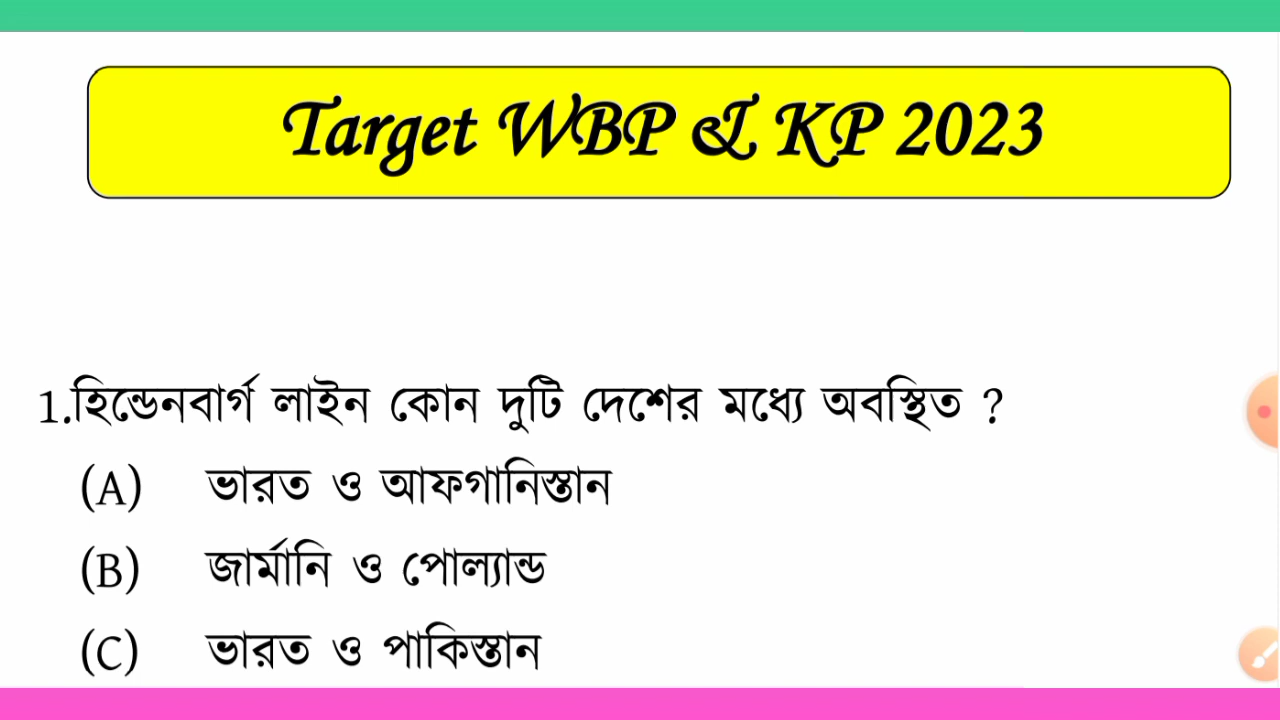 Target WBP & KP 2023
1.হিন্ডেনবার্গ লাইন কোন দুটি দেশের মধ্যে অবস্থিত ?
(A) ভারত ও আফগানিস্তান
(B) জার্মানি ও পোল্যান্ড
(C) ভারত ও পাকিস্তান